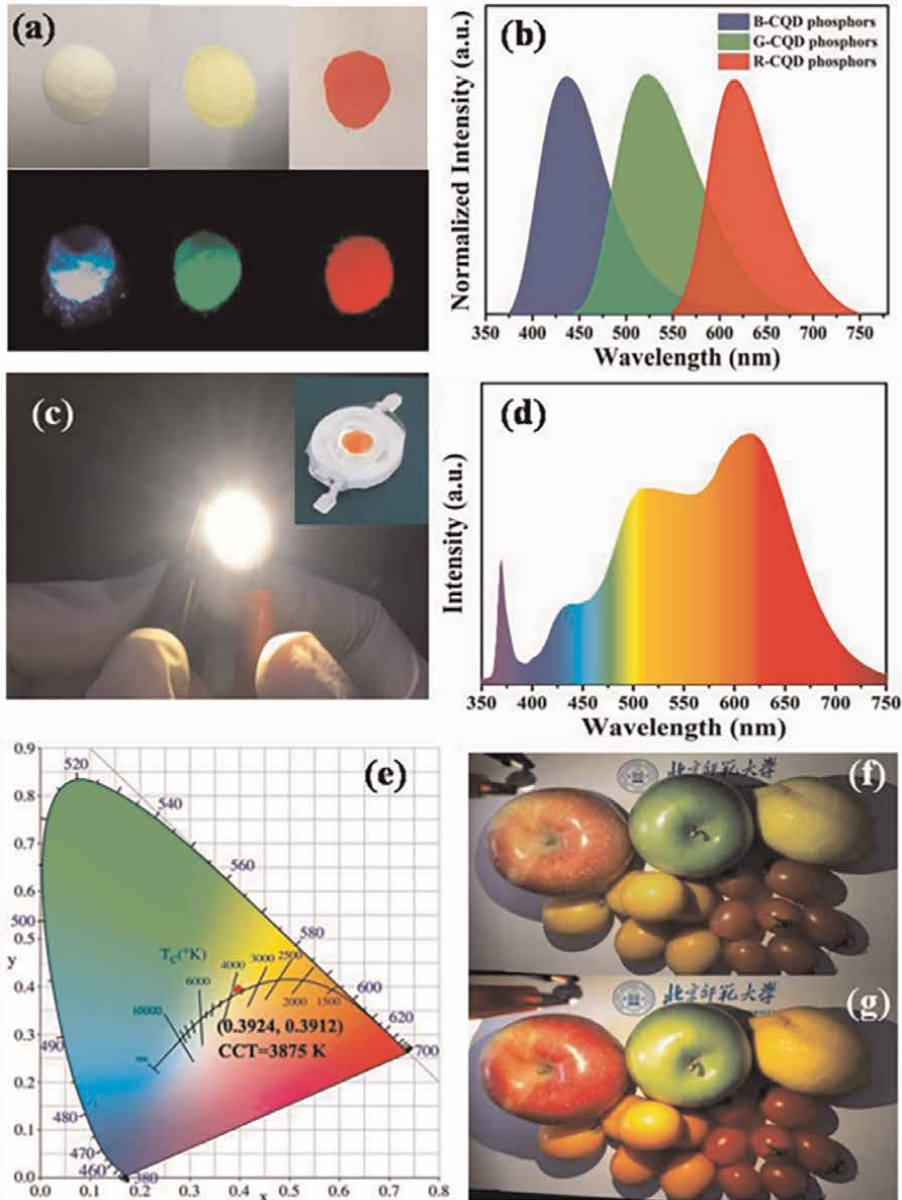 (a)
(b)
B-CQD phosphors
G-CQD phosphors
R-CQD phosphors
Normalized Intensity (a.u.)
350 400 450 500 550 600 650 700 750
Wavelength (nm)
(c)
(d)
Intensity (a.u.)
350 400 450 500 550 600 650 700 750
Wavelength (nm)
(e)
0.9
0.8
0.7
0.6
0.5
y
0.4
0.3
0.2
0.1
0.0
0.0 0.1 0.2 0.3 0.4 0.5 0.6 0.7 0.8
x
520
540
560
580
600
620
700
500
490
480
470
460
380
Tc(°K)
10000
6000
4000
3000
2500
2000
1500
(0.3924, 0.3912)
CCT=3875 K
北京师范大学
(f)
北京师范大学
(g)